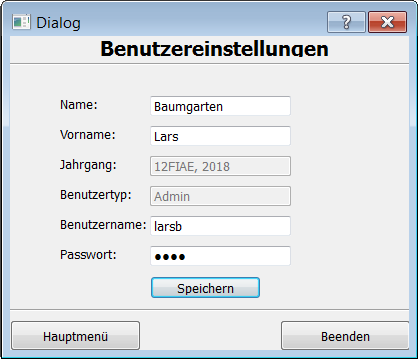 Dialog
Benutzereinstellungen
Name: Baumgarten
Vorname: Lars
Jahrgang: 12FIAE, 2018
Benutzertyp: Admin
Benutzername: larsb
Passwort: ●●●●
Speichern
Hauptmenü Beenden